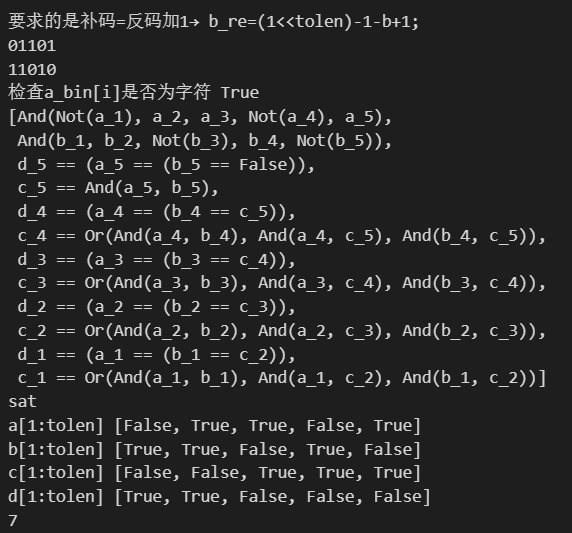 要求的是补码=反码加1→ b_re=(1<<tolen)-1-b+1;
01101
11010
检查a_bin[i]是否为字符 True
[And(Not(a_1), a_2, a_3, Not(a_4), a_5),
 And(b_1, b_2, Not(b_3), b_4, Not(b_5)),
 d_5 == (a_5 == (b_5 == False)),
 c_5 == And(a_5, b_5),
 d_4 == (a_4 == (b_4 == c_5)),
 c_4 == Or(And(a_4, b_4), And(a_4, c_5), And(b_4, c_5)),
 d_3 == (a_3 == (b_3 == c_4)),
 c_3 == Or(And(a_3, b_3), And(a_3, c_4), And(b_3, c_4)),
 d_2 == (a_2 == (b_2 == c_3)),
 c_2 == Or(And(a_2, b_2), And(a_2, c_3), And(b_2, c_3)),
 d_1 == (a_1 == (b_1 == c_2)),
 c_1 == Or(And(a_1, b_1), And(a_1, c_2), And(b_1, c_2))]
sat
a[1:tolen] [False, True, True, False, True]
b[1:tolen] [True, True, False, True, False]
c[1:tolen] [False, False, True, True, True]
d[1:tolen] [True, True, False, False, False]
7